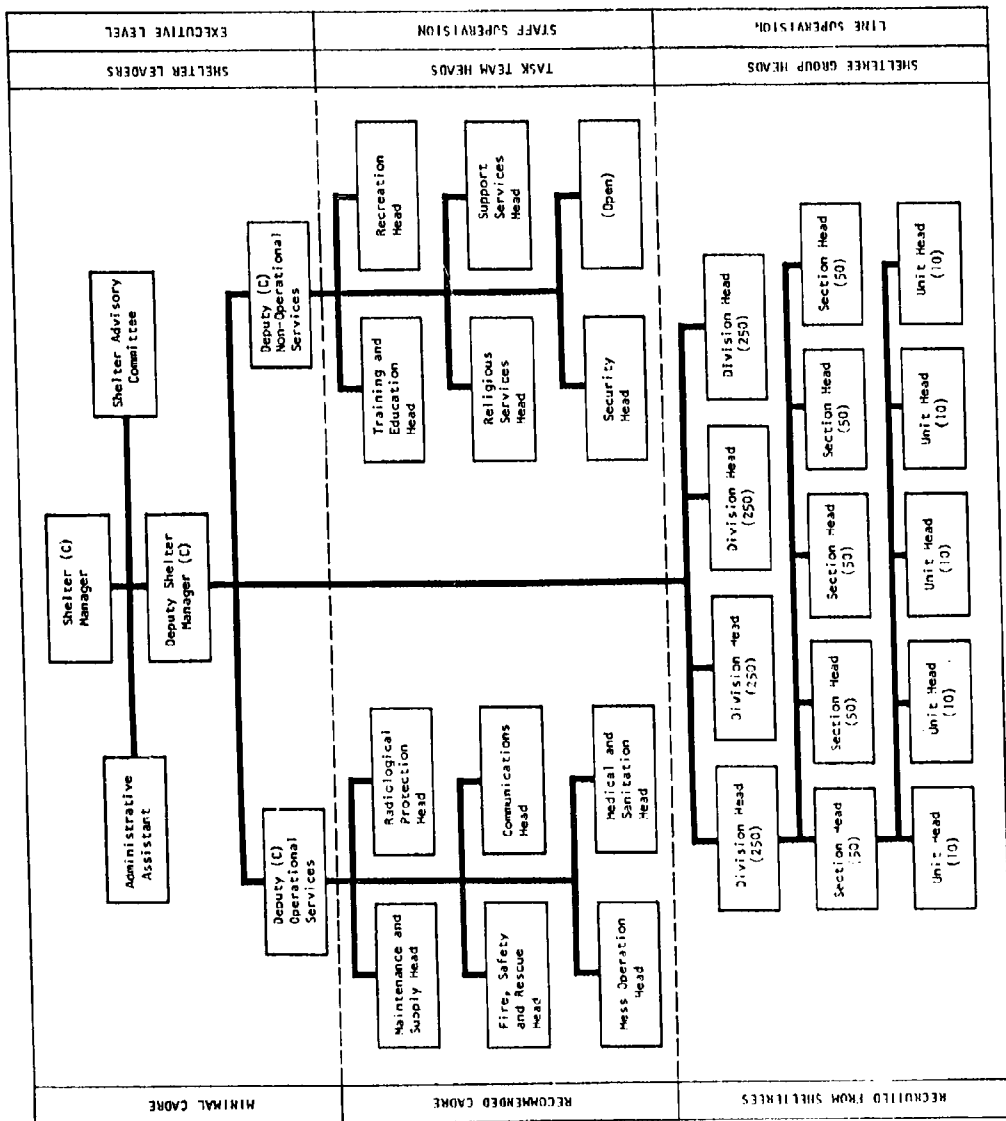 EXECUTIVE LEVEL
STAFF SUPERVISION
LINE SUPERVISION
SHELTER LEADERS
TASK TEAM HEADS
SHELTEREE GROUP HEADS
Shelter (C)
Manager
Shelter Advisory
Committee
Administrative
Assistant
Deputy Shelter
Manager (C)
Deputy (C)
Operational
Services
Deputy (C)
Non-Operational
Services
Maintenance and
Supply Head
Radiological
Protection
Head
Training and
Education
Head
Recreation
Head
Fire, Safety
and Rescue
Head
Communications
Head
Religious
Services
Head
Support
Services
Head
Mess Operation
Head
Medical and
Sanitation
Head
Security
Head
(Open)
Division Head
(250)
Division Head
(250)
Division Head
(250)
Division Head
(250)
Section Head
(50)
Section Head
(50)
Section Head
(50)
Section Head
(50)
Section Head
(50)
Unit Head
(10)
Unit Head
(10)
Unit Head
(10)
Unit Head
(10)
Unit Head
(10)
MINIMAL CADRE
RECOMMENDED CADRE
RECRUITED FROM SHELTEREES